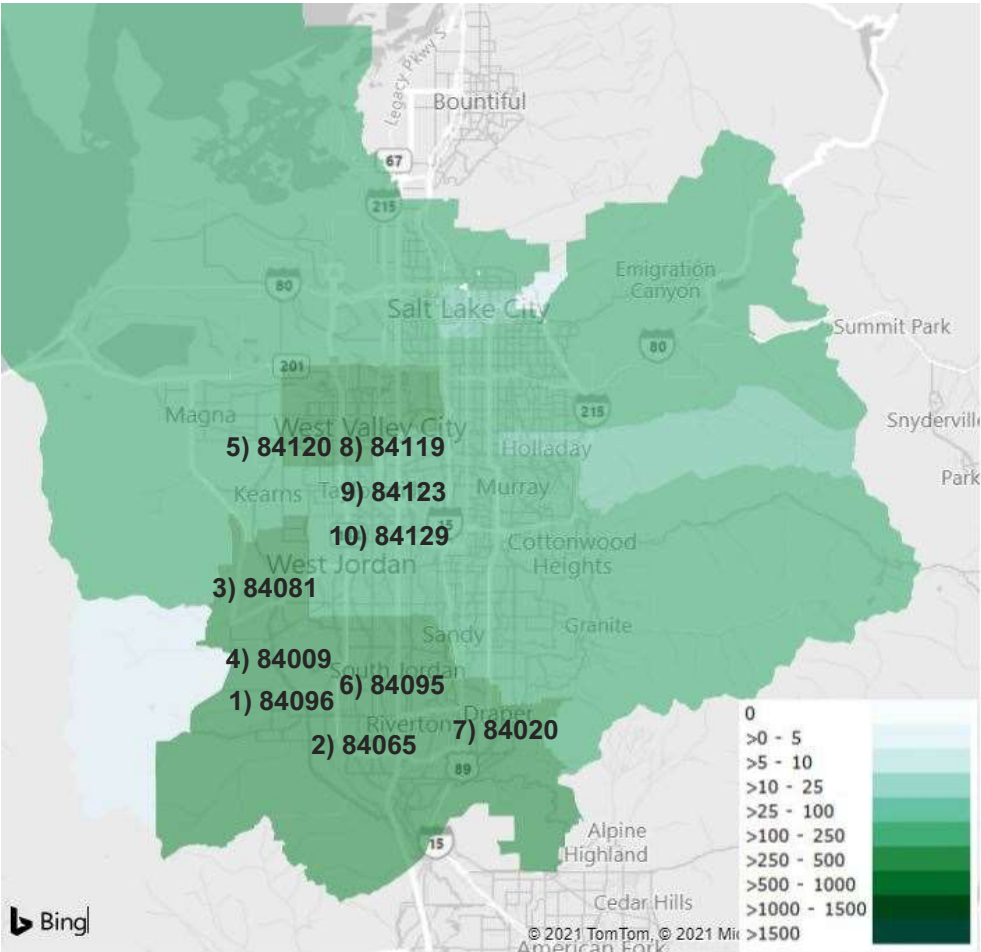 Legacy Pkwy S
Bountiful
67
215
Emigration
Canyon
80
Salt Lake City
80
Summit Park
201
215
Magna
West Valley City
Snydervill
5) 84120 8) 84119
Holladay
Park
Kearns
9) 84123
Murray
15
10) 84129
Cottonwood
Heights
West Jordan
3) 84081
Granite
Sandy
4) 84009
South Jordan
6) 84095
1) 84096
Draper
Riverton
7) 84020
2) 84065
89
15
Alpine
Highland
Cedar Hills
American Fork
0
>0 - 5
>5 - 10
>10 - 25
>25 - 100
>100 - 250
>250 - 500
>500 - 1000
>1000 - 1500
>1500
Bing
© 2021 TomTom, © 2021 Mic